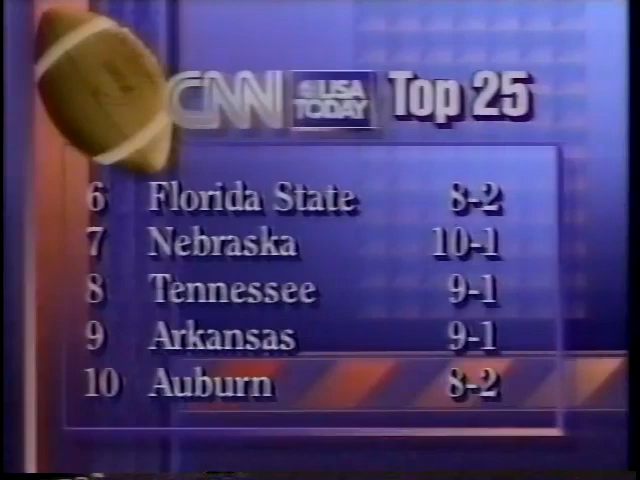 CNN USA TODAY Top 25
6 Florida State 8-2
7 Nebraska 10-1
8 Tennessee 9-1
9 Arkansas 9-1
10 Auburn 8-2